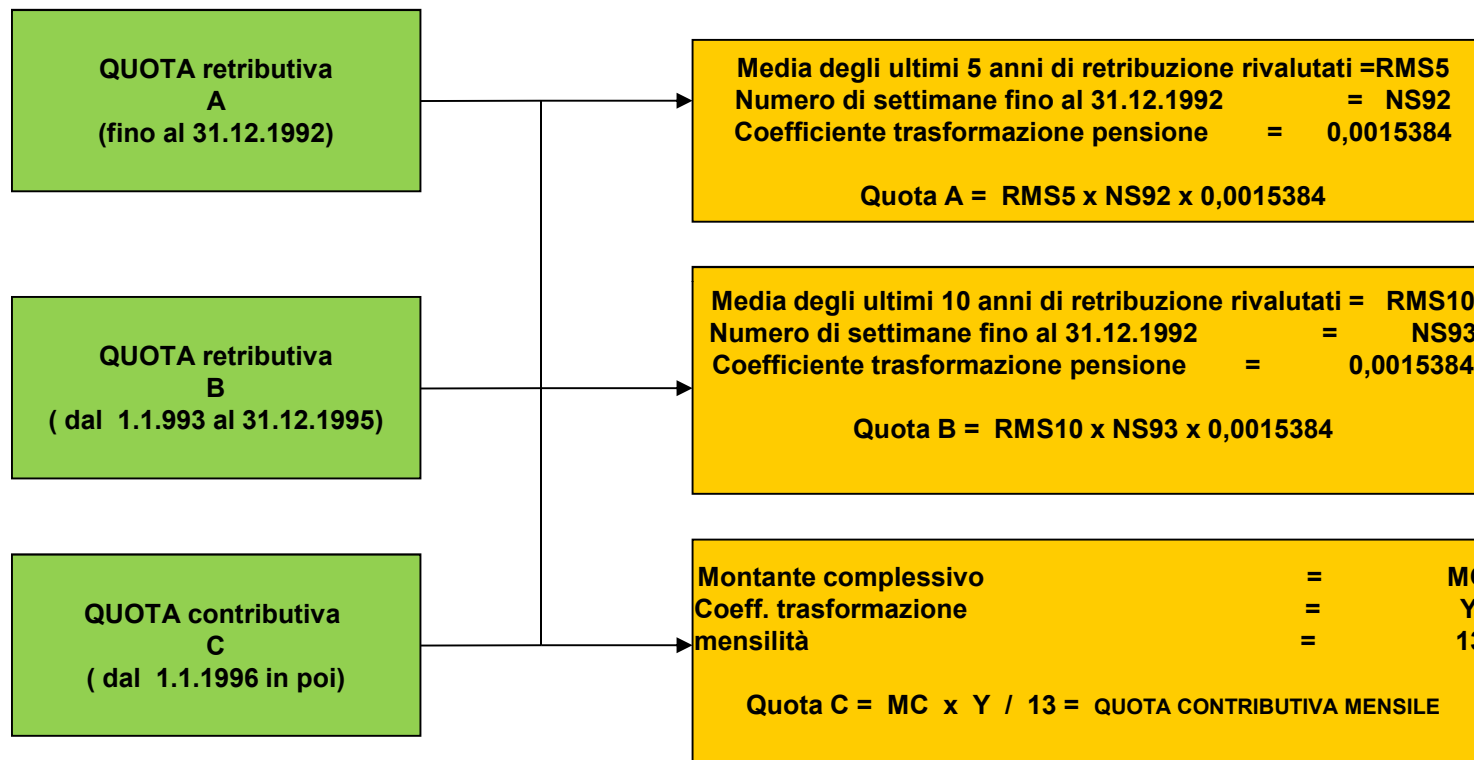 QUOTA retributiva
A
(fino al 31.12.1992)
Media degli ultimi 5 anni di retribuzione rivalutati =RMS5
Numero di settimane fino al 31.12.1992 = NS92
Coefficiente trasformazione pensione = 0,0015384
Quota A = RMS5 x NS92 x 0,0015384
QUOTA retributiva
B
( dal 1.1.993 al 31.12.1995)
Media degli ultimi 10 anni di retribuzione rivalutati = RMS10
Numero di settimane fino al 31.12.1992 = NS93
Coefficiente trasformazione pensione = 0,0015384
Quota B = RMS10 x NS93 x 0,0015384
QUOTA contributiva
C
( dal 1.1.1996 in poi)
Montante complessivo = MC
Coeff. trasformazione = Y
mensilità = 13
Quota C = MC x Y / 13 = QUOTA CONTRIBUTIVA MENSILE